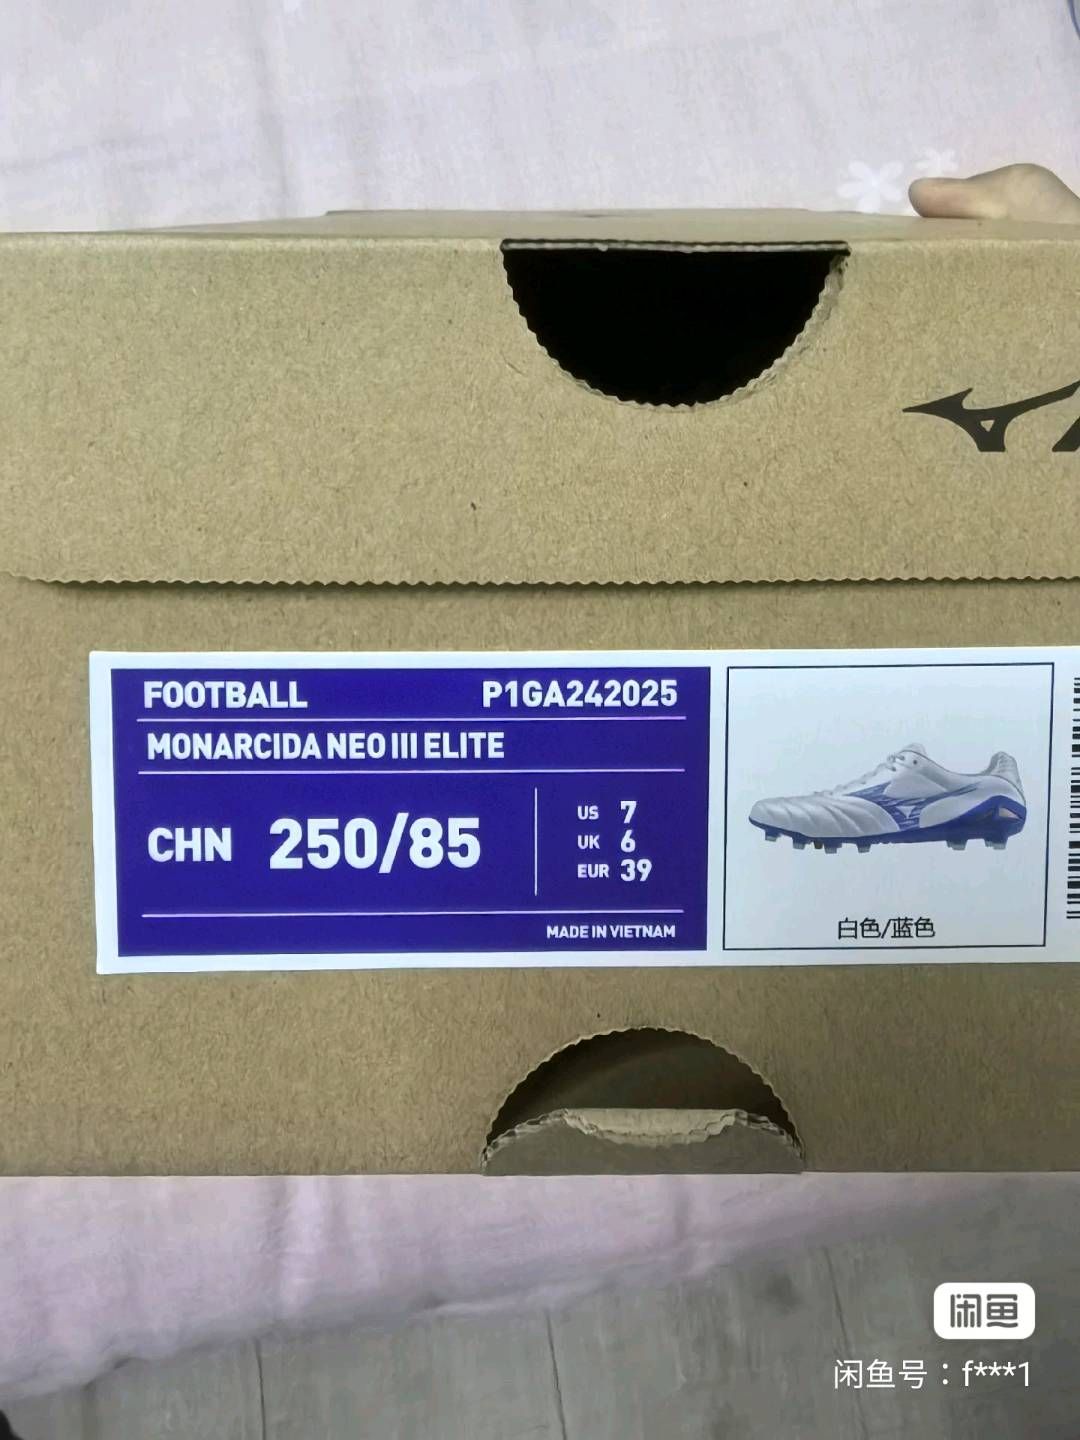 FOOTBALL P1GA242025
MONARCIDA NEO III ELITE
CHN 250/85
US 7
UK 6
EUR 39
MADE IN VIETNAM
白色/蓝色
闲鱼
闲鱼号：f***1